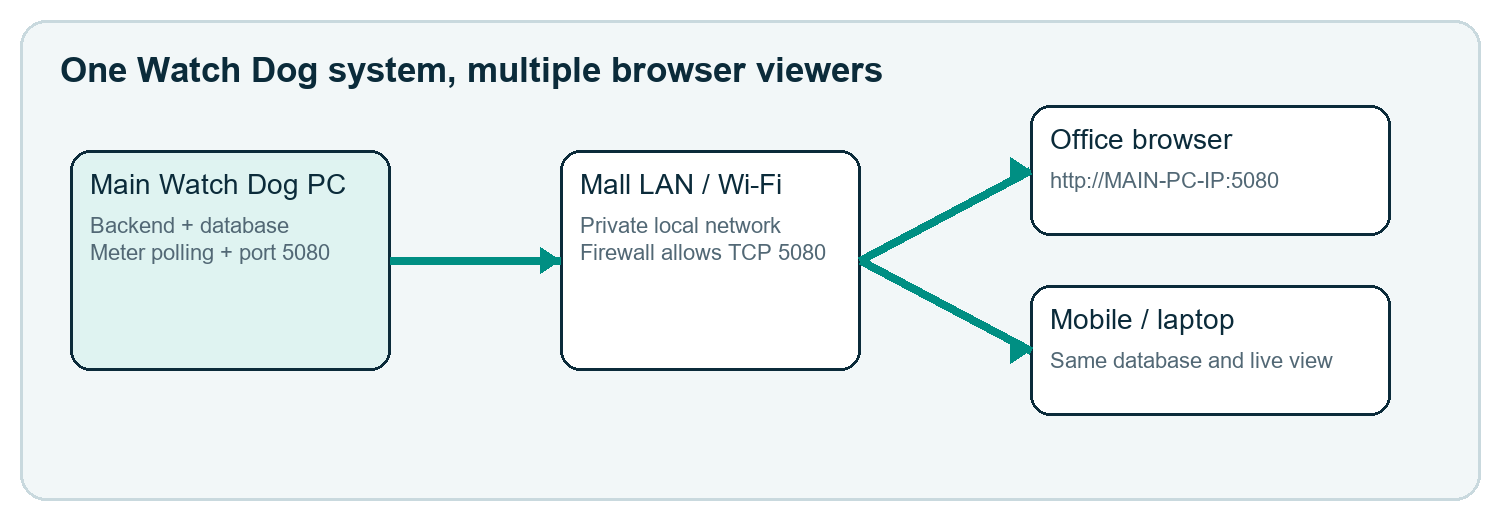 One Watch Dog system, multiple browser viewers
Main Watch Dog PC
Backend + database
Meter polling + port 5080
Mall LAN / Wi-Fi
Private local network
Firewall allows TCP 5080
Office browser
http://MAIN-PC-IP:5080
Mobile / laptop
Same database and live view